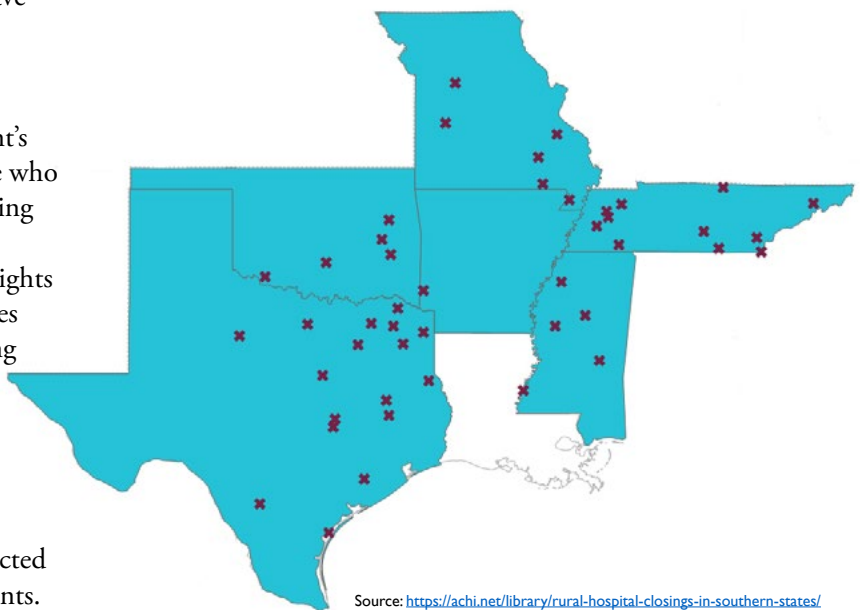 ve
nt’s
e who
ing
ights
es
ng
cted
nts.
Source: https://achi.net/library/rural-hospital-closings-in-southern-states/